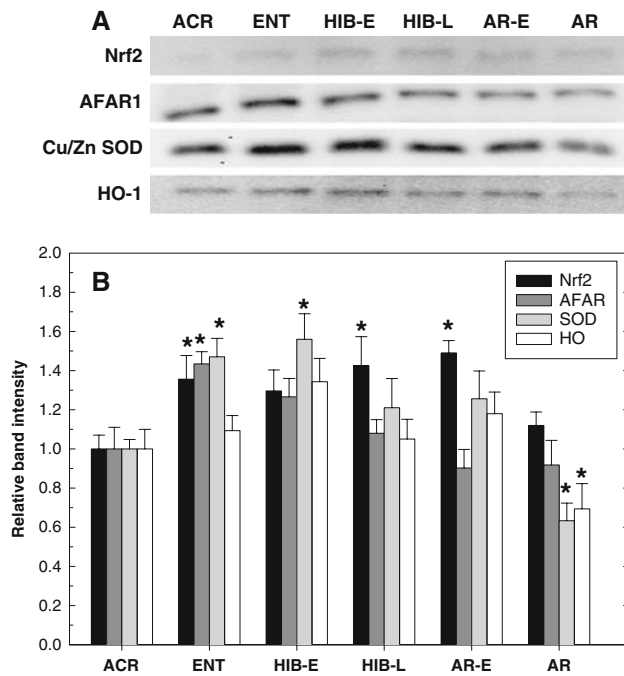 A
ACR ENT HIB-E HIB-L AR-E AR
Nrf2
AFAR1
Cu/Zn SOD
HO-1
B
Relative band intensity
2.0
1.8
1.6
1.4
1.2
1.0
0.8
0.6
0.4
0.2
0.0
* * *
*
*
*
*
*
Nrf2
AFAR
SOD
HO
ACR ENT HIB-E HIB-L AR-E AR